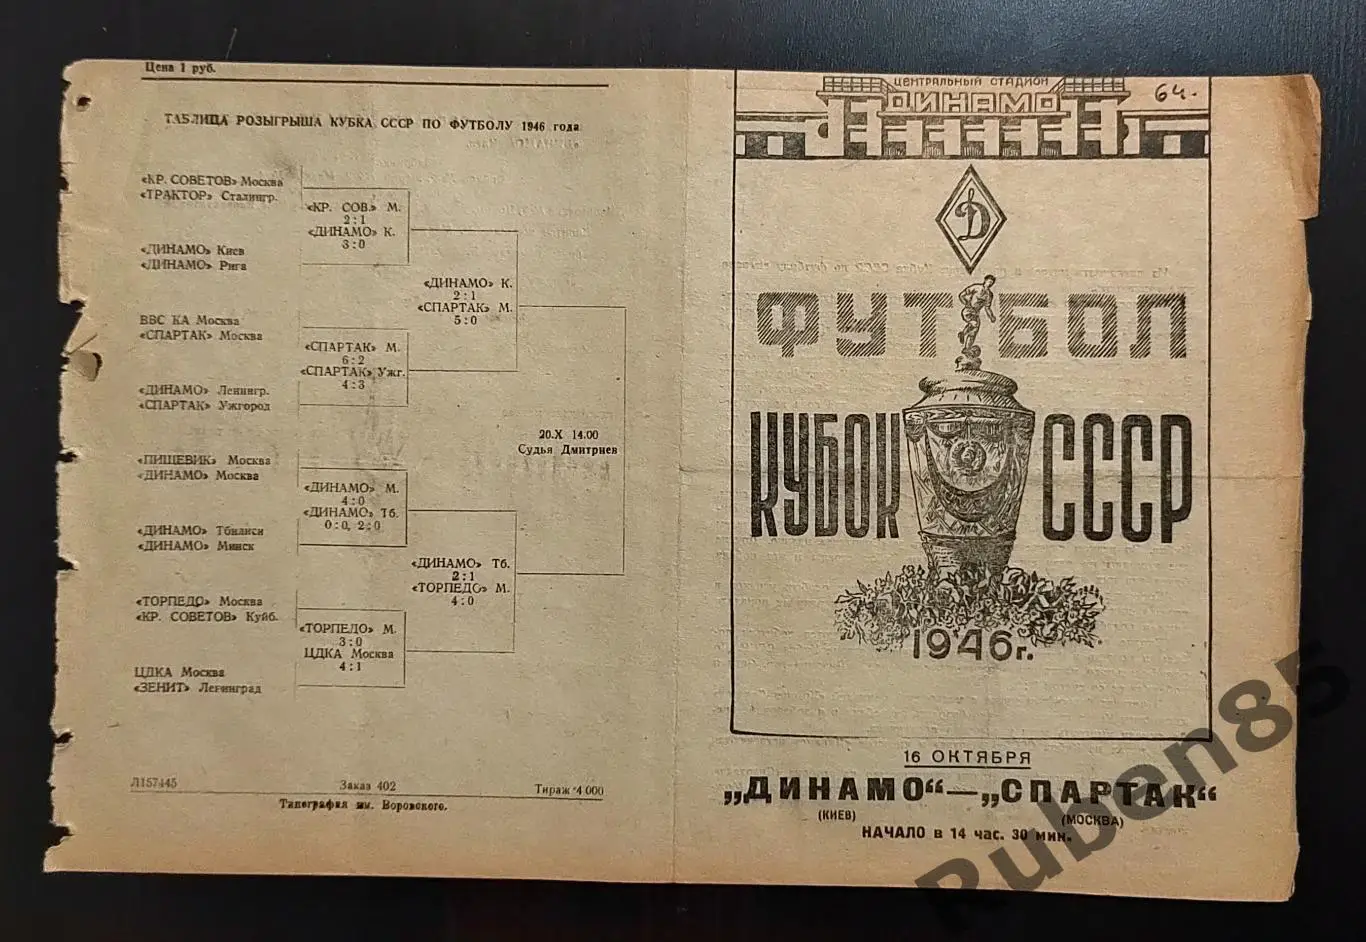 Цена 1 руб.
ТАБЛИЦА РОЗЫГРЫША КУБКА СССР ПО ФУТБОЛУ 1946 года
«КР. СОВЕТОВ» Москва
«ТРАКТОР» Сталингр.
«ДИНАМО» Киев
«ДИНАМО» Рига
ВВС КА Москва
«СПАРТАК» Москва
«ДИНАМО» Ленингр.
«СПАРТАК» Ужгород
«ПИЩЕВИК» Москва
«ДИНАМО» Москва
«ДИНАМО» Тбилиси
«ДИНАМО» Минск
«ТОРПЕДО» Москва
«КР. СОВЕТОВ» Куйб.
ЦДКА Москва
«ЗЕНИТ» Ленинград
«КР. СОВ.» М.
2:1
«ДИНАМО» К.
3:0
«СПАРТАК» М.
6:2
«СПАРТАК» Ужг.
4:3
«ДИНАМО» М.
4:0
«ДИНАМО» Тб.
0:0, 2:0
«ТОРПЕДО» М.
3:0
ЦДКА Москва
4:1
«ДИНАМО» К.
2:1
«СПАРТАК» М.
5:0
«ДИНАМО» Тб.
2:1
«ТОРПЕДО» М.
4:0
20.X 14.00
Судья Дмитриев
Л157445 Заказ 402 Тираж 4 000
Типография им. Воровского.
ЦЕНТРАЛЬНЫЙ СТАДИОН
ДИНАМО
64.
Д
ФУТБОЛ
КУБОК СССР
1946 г.
16 ОКТЯБРЯ
„ДИНАМО“—„СПАРТАК“
(КИЕВ) (МОСКВА)
НАЧАЛО в 14 час. 30 мин.
Ruben85